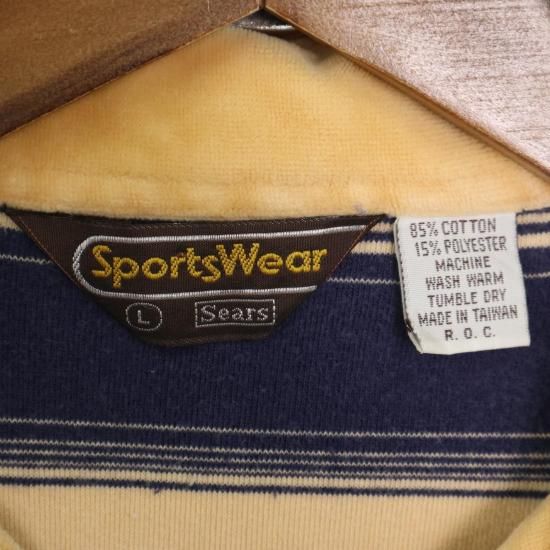 SportsWear
L Sears
85% COTTON
15% POLYESTER
MACHINE
WASH WARM
TUMBLE DRY
MADE IN TAIWAN
R. O. C.